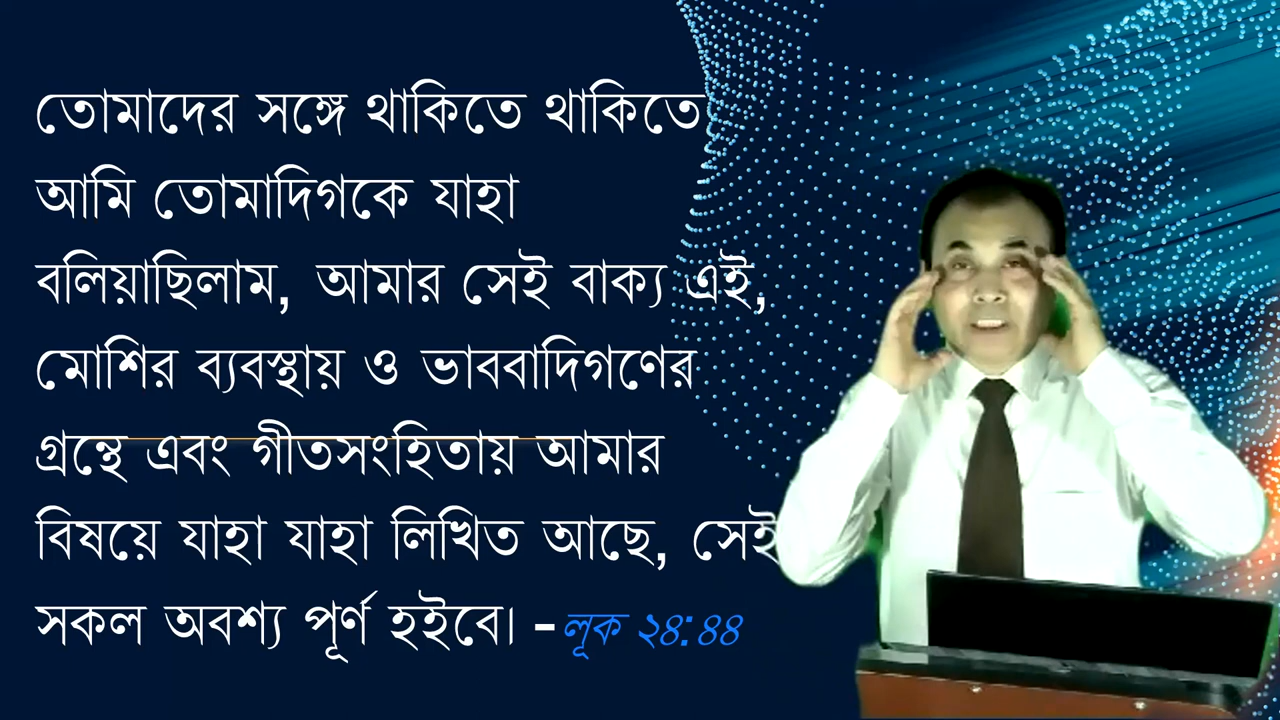 তোমাদের সঙ্গে থাকিতে থাকিতে
আমি তোমাদিগকে যাহা
বলিয়াছিলাম, আমার সেই বাক্য এই,
মোশির ব্যবস্থায় ও ভাববাদিগণের
গ্রন্থে এবং গীতসংহিতায় আমার
বিষয়ে যাহা যাহা লিখিত আছে, সেই
সকল অবশ্য পূর্ণ হইবে। - লূক ২৪:৪৪